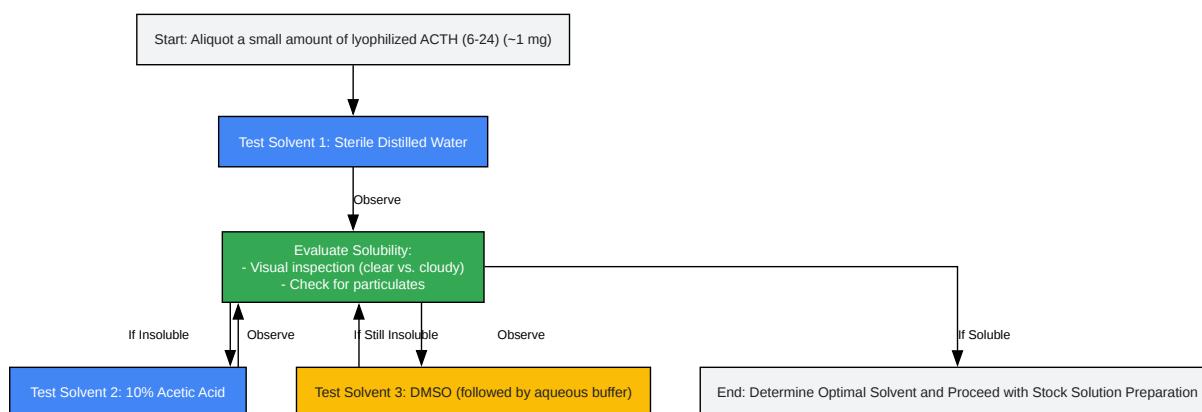 Start: Aliquot a small amount of lyophilized ACTH (6-24) (~1 mg)
Test Solvent 1: Sterile Distilled Water
Observe
Evaluate Solubility:
- Visual inspection (clear vs. cloudy)
- Check for particulates
If Insoluble
Observe
If Still Insoluble
Observe
If Soluble
Test Solvent 2: 10% Acetic Acid
Test Solvent 3: DMSO (followed by aqueous buffer)
End: Determine Optimal Solvent and Proceed with Stock Solution Preparation